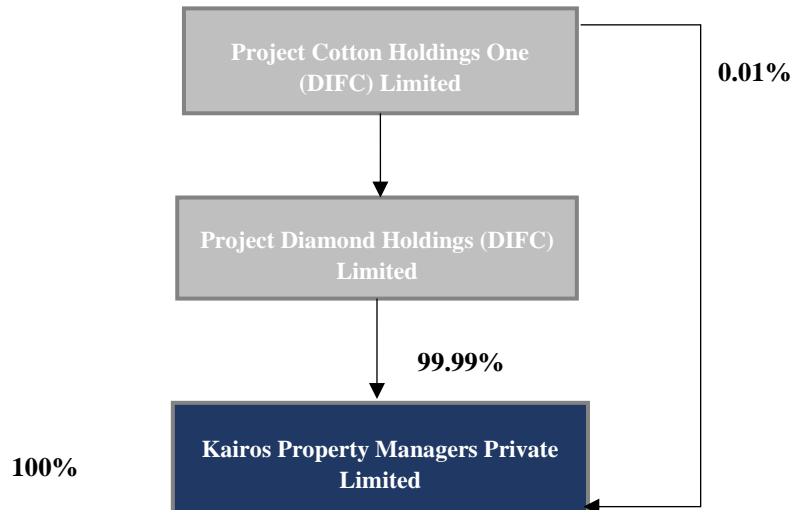 Project Cotton Holdings One
(DIFC) Limited
0.01%
Project Diamond Holdings (DIFC)
Limited
99.99%
Kairos Property Managers Private
Limited
100%